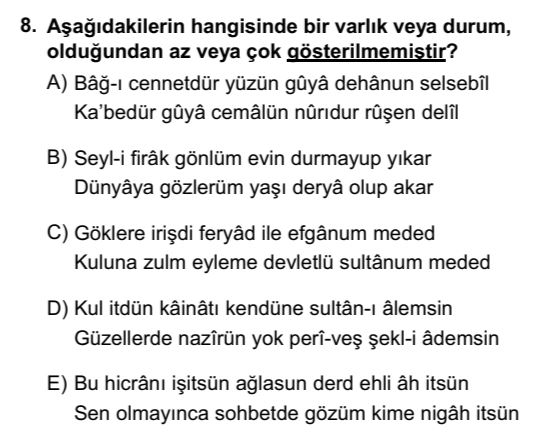 8. Aşağıdakilerin hangisinde bir varlık veya durum,
olduğundan az veya çok gösterilmemiştir?
A) Bâğ-ı cennetdür yüzün gûyâ dehânun selsebîl
Ka'bedür gûyâ cemâlün nûrıdur rûşen delîl
B) Seyl-i firâk gönlüm evin durmayup yıkar
Dünyâya gözlerüm yaşı deryâ olup akar
C) Göklere irişdi feryâd ile efgânum meded
Kuluna zulm eyleme devletlü sultânum meded
D) Kul itdün kâinâtı kendüne sultân-ı âlemsin
Güzellerde nazîrün yok perî-veş şekl-i âdemsin
E) Bu hicrânı işitsün ağlasun derd ehli âh itsün
Sen olmayınca sohbetde gözüm kime nigâh itsün